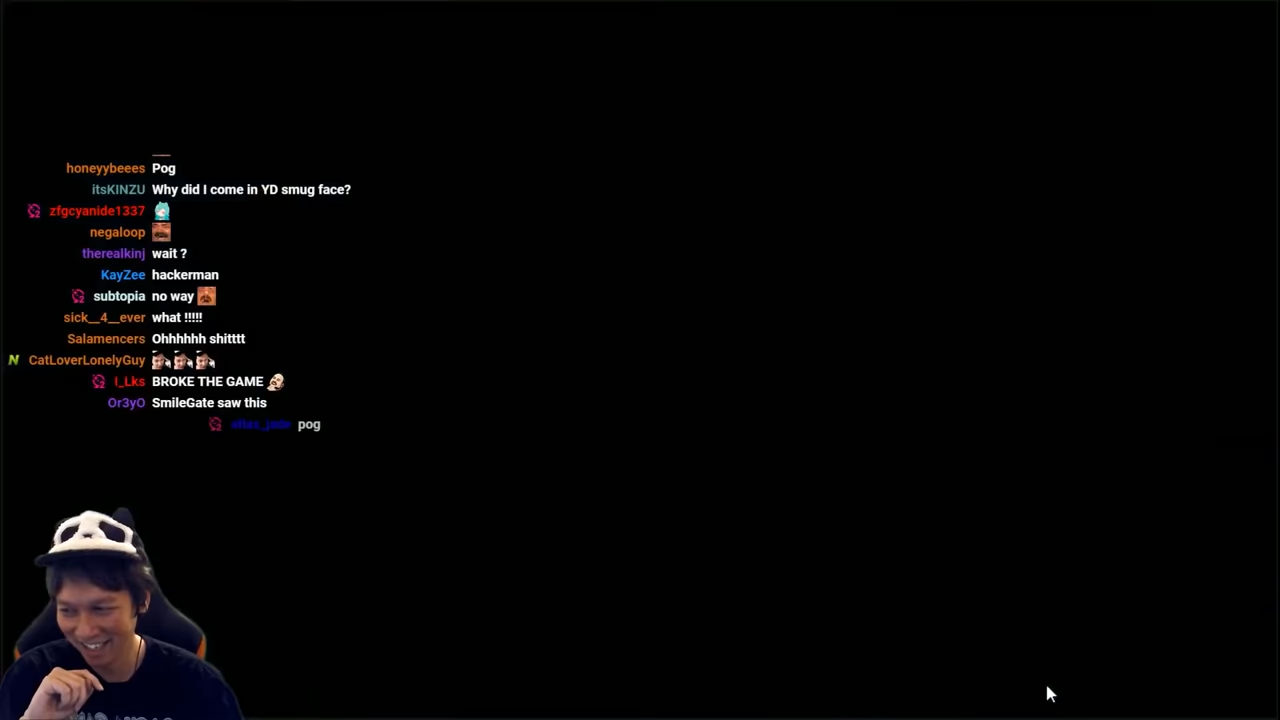 honeyybeees Pog
itsKINZU Why did I come in YD smug face?
zfgcyanide1337
negaloop
therealkinj wait ?
KayZee hackerman
subtopia no way
sick__4__ever what !!!!!
Salamencers Ohhhhhh shitttt
CatLoverLonelyGuy
I_Lks BROKE THE GAME
Or3yO SmileGate saw this
pog